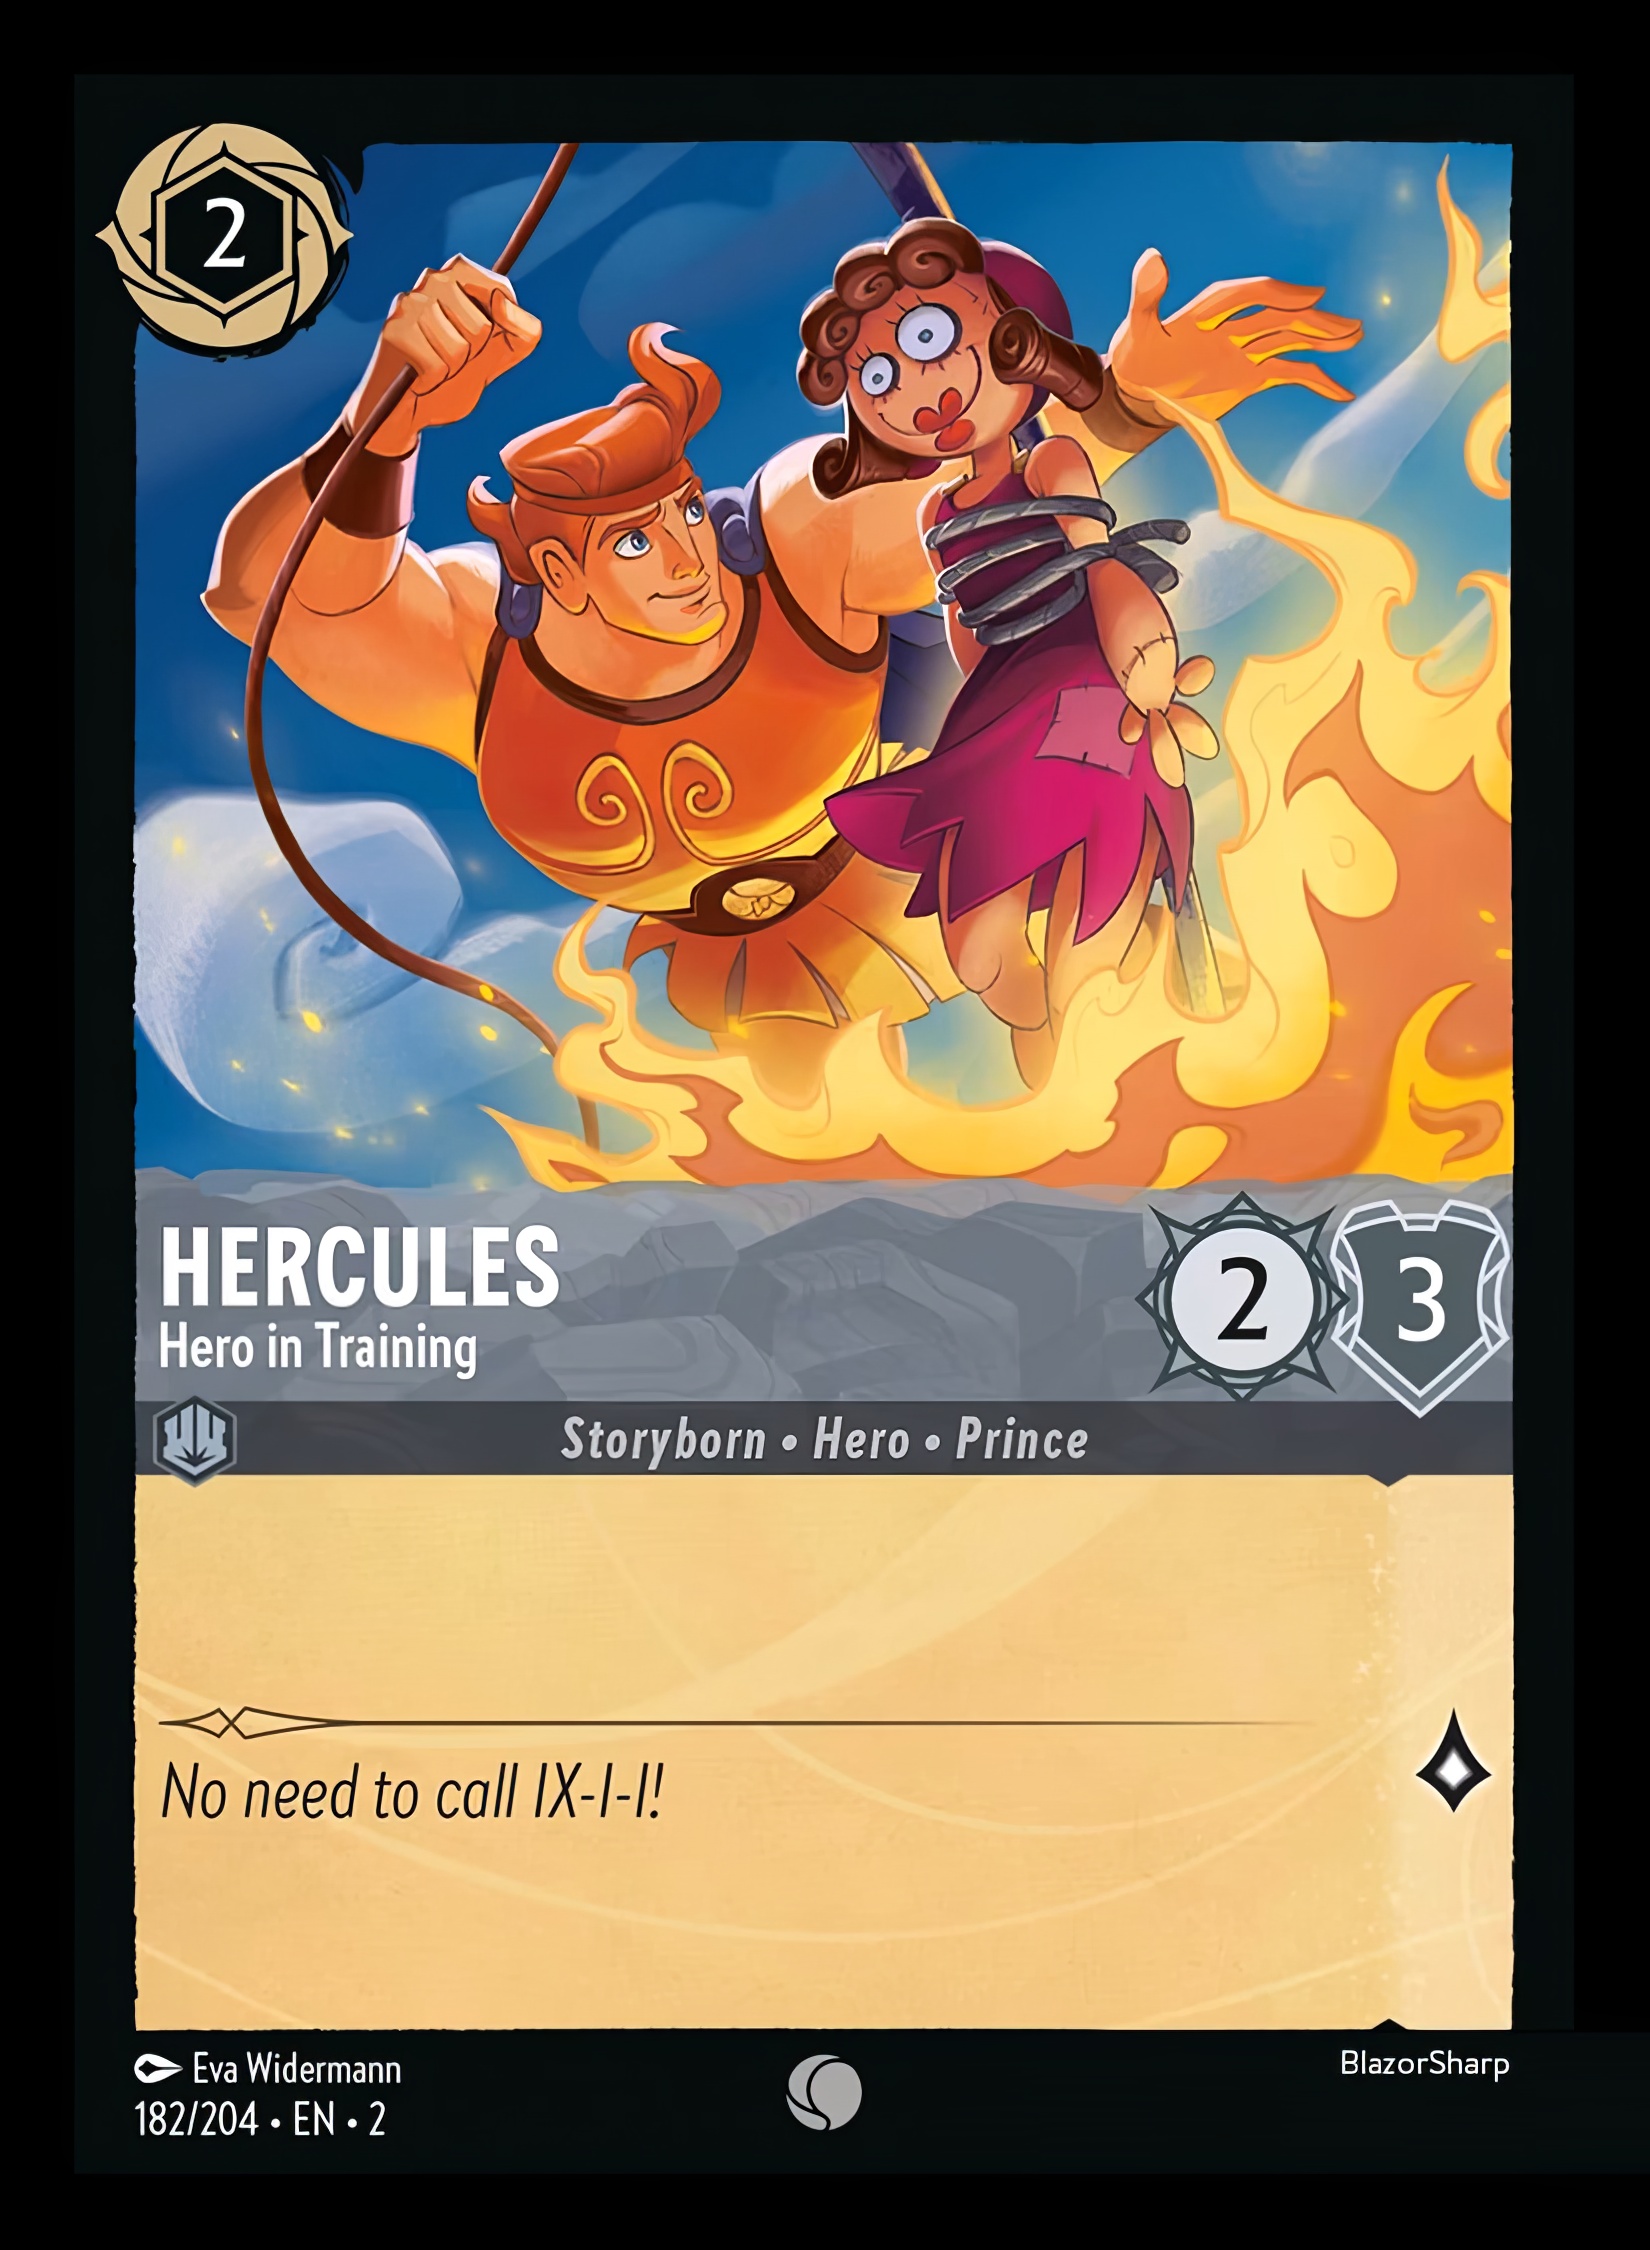 2
HERCULES
Hero in Training
2
3
Storyborn • Hero • Prince
No need to call IX-I-I!
Eva Widermann
182/204 • EN • 2
BlazorSharp